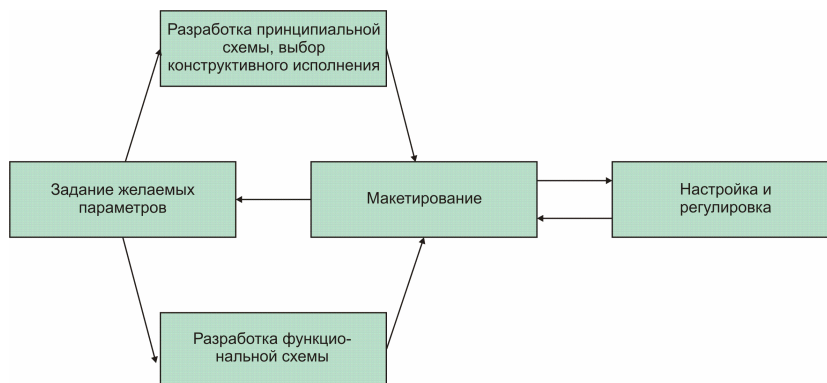 Разработка принципиальной
схемы, выбор
конструктивного исполнения
Задание желаемых
параметров
Макетирование
Настройка и
регулировка
Разработка функцио-
нальной схемы